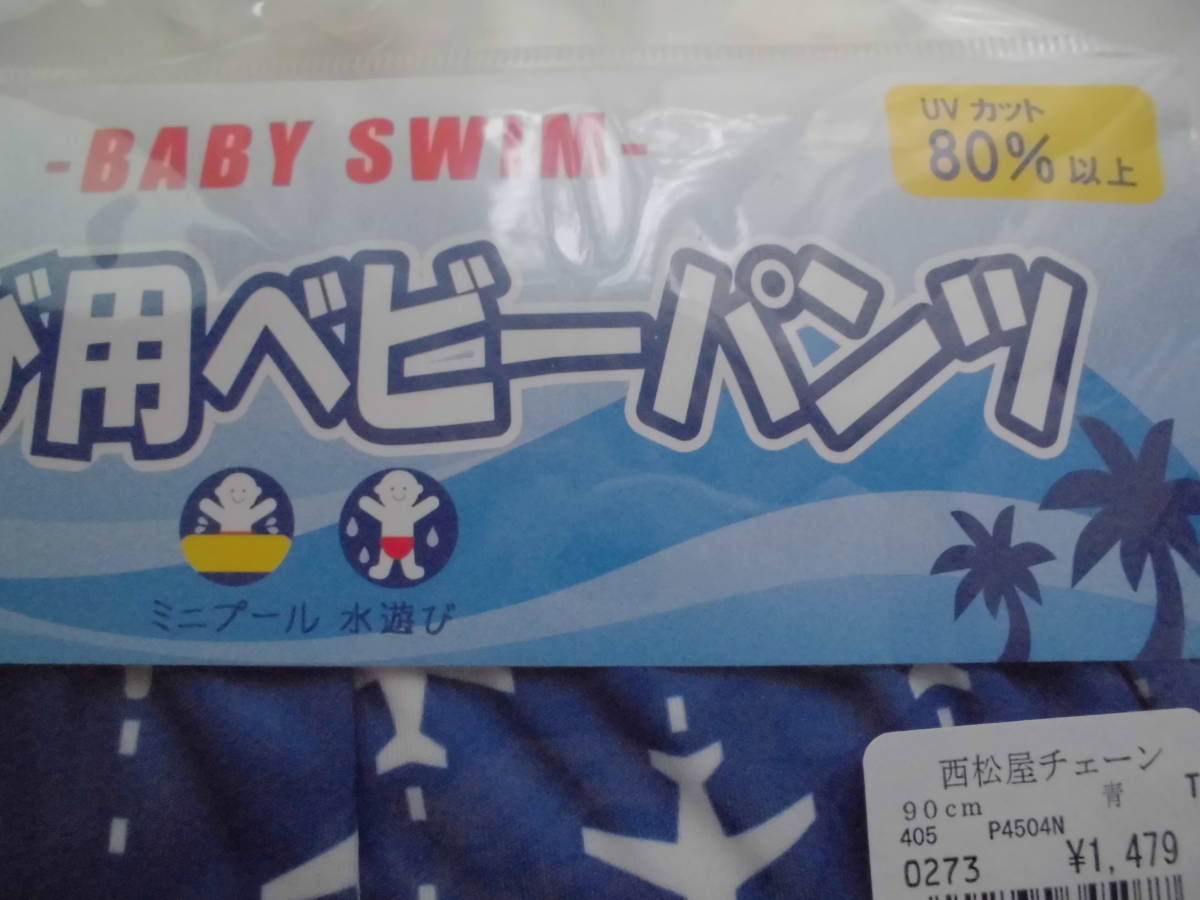 -BABY SWIM-
UV カット
80%以上
び用ベビーパンツ
ミニプール 水遊び
西松屋チェーン
90cm 青 T
405 P4504N
0273 ¥1,479